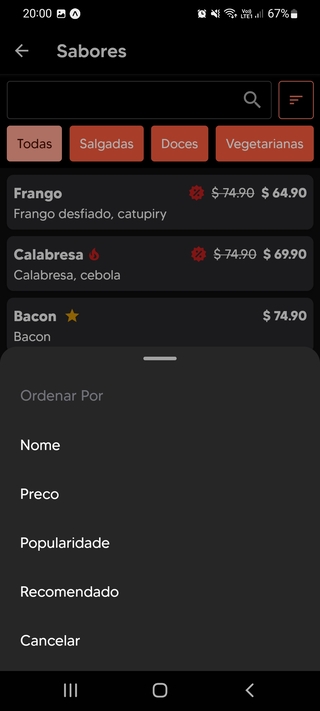 20:00 67%
Sabores
Todas Salgadas Doces Vegetarianas
Frango $ 74.90 $ 64.90
Frango desfiado, catupiry
Calabresa $ 74.90 $ 69.90
Calabresa, cebola
Bacon $ 74.90
Bacon
Ordenar Por
Nome
Preco
Popularidade
Recomendado
Cancelar